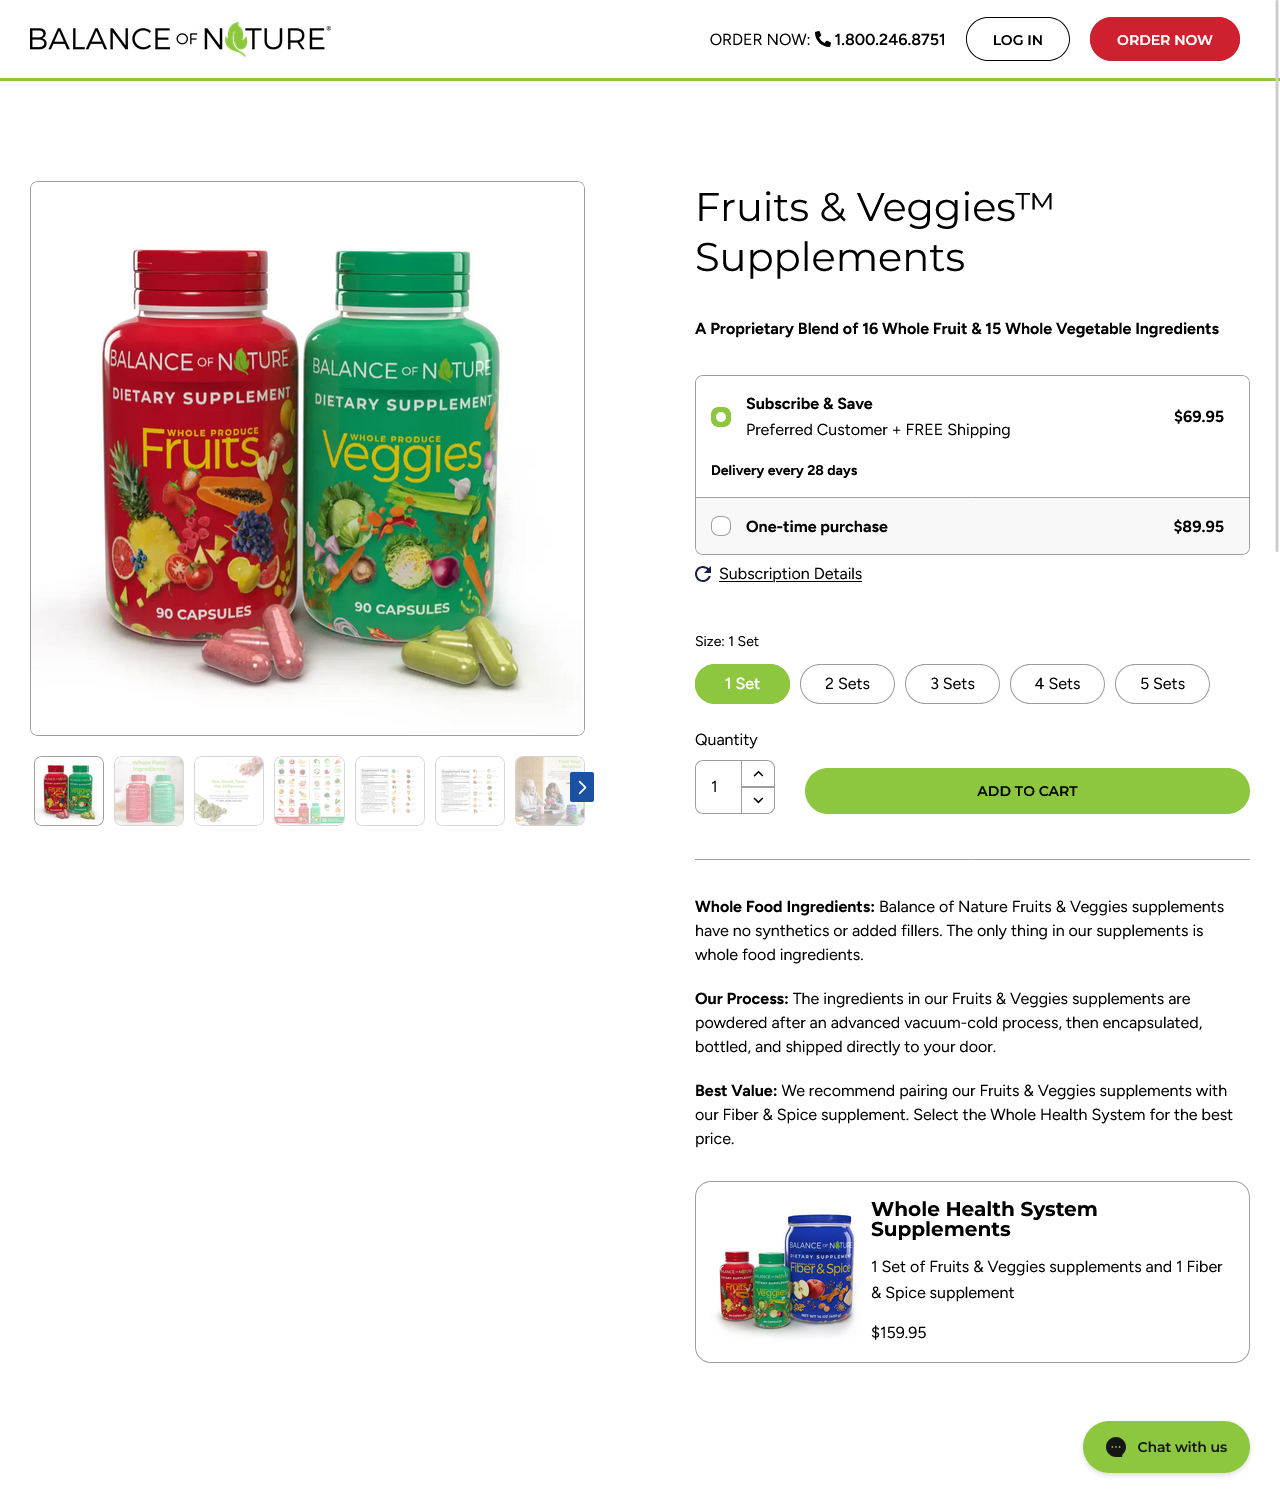 BALANCE OF NATURE®
ORDER NOW: 1.800.246.8751
LOG IN
ORDER NOW
BALANCE OF NATURE
DIETARY SUPPLEMENT
WHOLE PRODUCE
Fruits
90 CAPSULES
BALANCE OF NATURE
DIETARY SUPPLEMENT
WHOLE PRODUCE
Veggies
90 CAPSULES
Fruits & Veggies™
Supplements
A Proprietary Blend of 16 Whole Fruit & 15 Whole Vegetable Ingredients
Subscribe & Save
Preferred Customer + FREE Shipping
$69.95
Delivery every 28 days
One-time purchase
$89.95
Subscription Details
Size: 1 Set
1 Set
2 Sets
3 Sets
4 Sets
5 Sets
Quantity
1
ADD TO CART
Whole Food Ingredients: Balance of Nature Fruits & Veggies supplements
have no synthetics or added fillers. The only thing in our supplements is
whole food ingredients.
Our Process: The ingredients in our Fruits & Veggies supplements are
powdered after an advanced vacuum-cold process, then encapsulated,
bottled, and shipped directly to your door.
Best Value: We recommend pairing our Fruits & Veggies supplements with
our Fiber & Spice supplement. Select the Whole Health System for the best
price.
BALANCE OF NATURE
DIETARY SUPPLEMENT
Fiber & Spice
Fruits
Veggies
Whole Health System
Supplements
1 Set of Fruits & Veggies supplements and 1 Fiber
& Spice supplement
$159.95
Chat with us